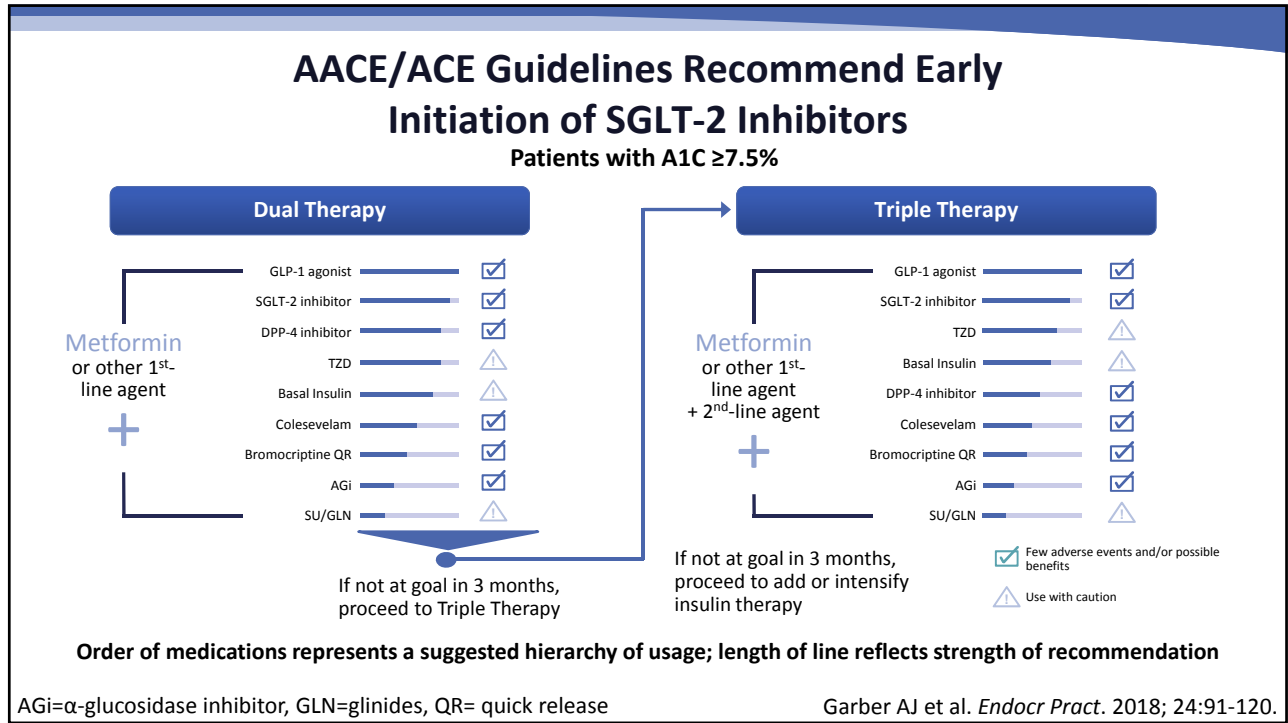 AACE/ACE Guidelines Recommend Early
Initiation of SGLT-2 Inhibitors
Patients with A1C ≥7.5%
Dual Therapy
Metformin
or other 1st-
line agent
+
GLP-1 agonist
SGLT-2 inhibitor
DPP-4 inhibitor
TZD
Basal Insulin
Colesevelam
Bromocriptine QR
AGi
SU/GLN
If not at goal in 3 months,
proceed to Triple Therapy
Triple Therapy
Metformin
or other 1st-
line agent
+ 2nd-line agent
+
GLP-1 agonist
SGLT-2 inhibitor
TZD
Basal Insulin
DPP-4 inhibitor
Colesevelam
Bromocriptine QR
AGi
SU/GLN
If not at goal in 3 months,
proceed to add or intensify
insulin therapy
Few adverse events and/or possible
benefits
Use with caution
Order of medications represents a suggested hierarchy of usage; length of line reflects strength of recommendation
AGi=α-glucosidase inhibitor, GLN=glinides, QR= quick release
Garber AJ et al. Endocr Pract. 2018; 24:91-120.